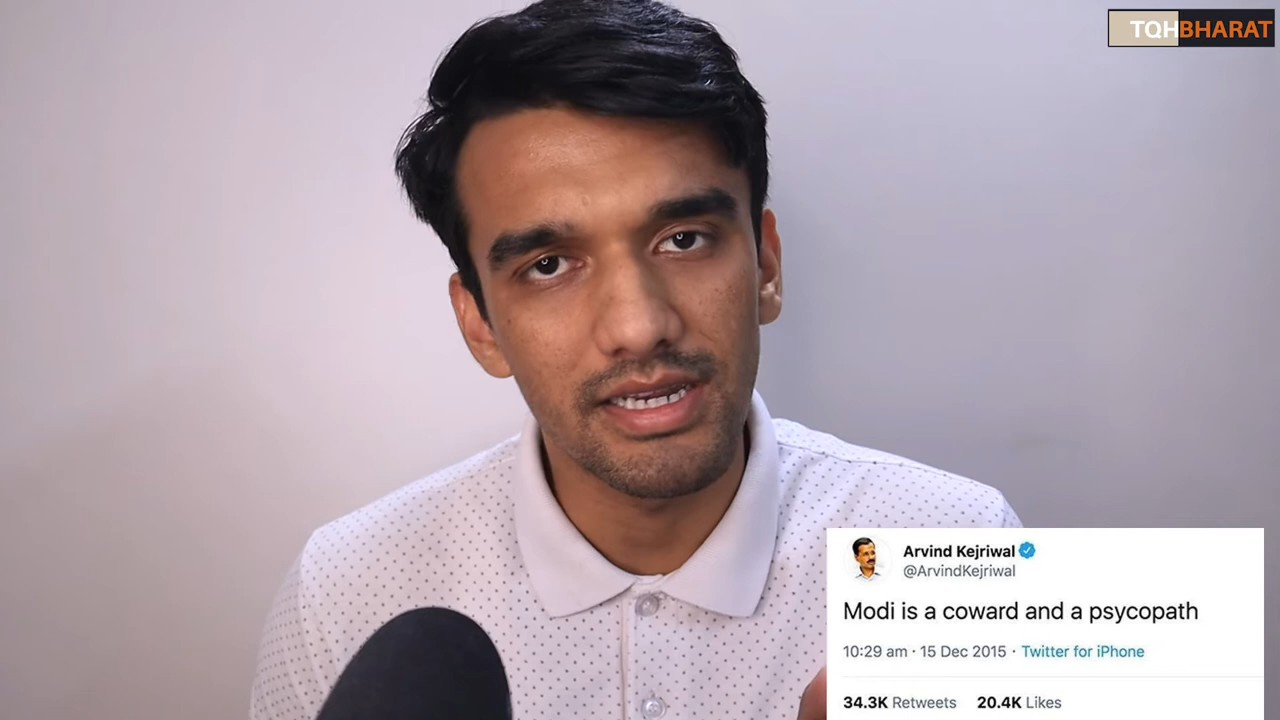 TQHBHARAT
Arvind Kejriwal
@ArvindKejriwal
Modi is a coward and a psycopath
10:29 am · 15 Dec 2015 · Twitter for iPhone
34.3K Retweets 20.4K Likes